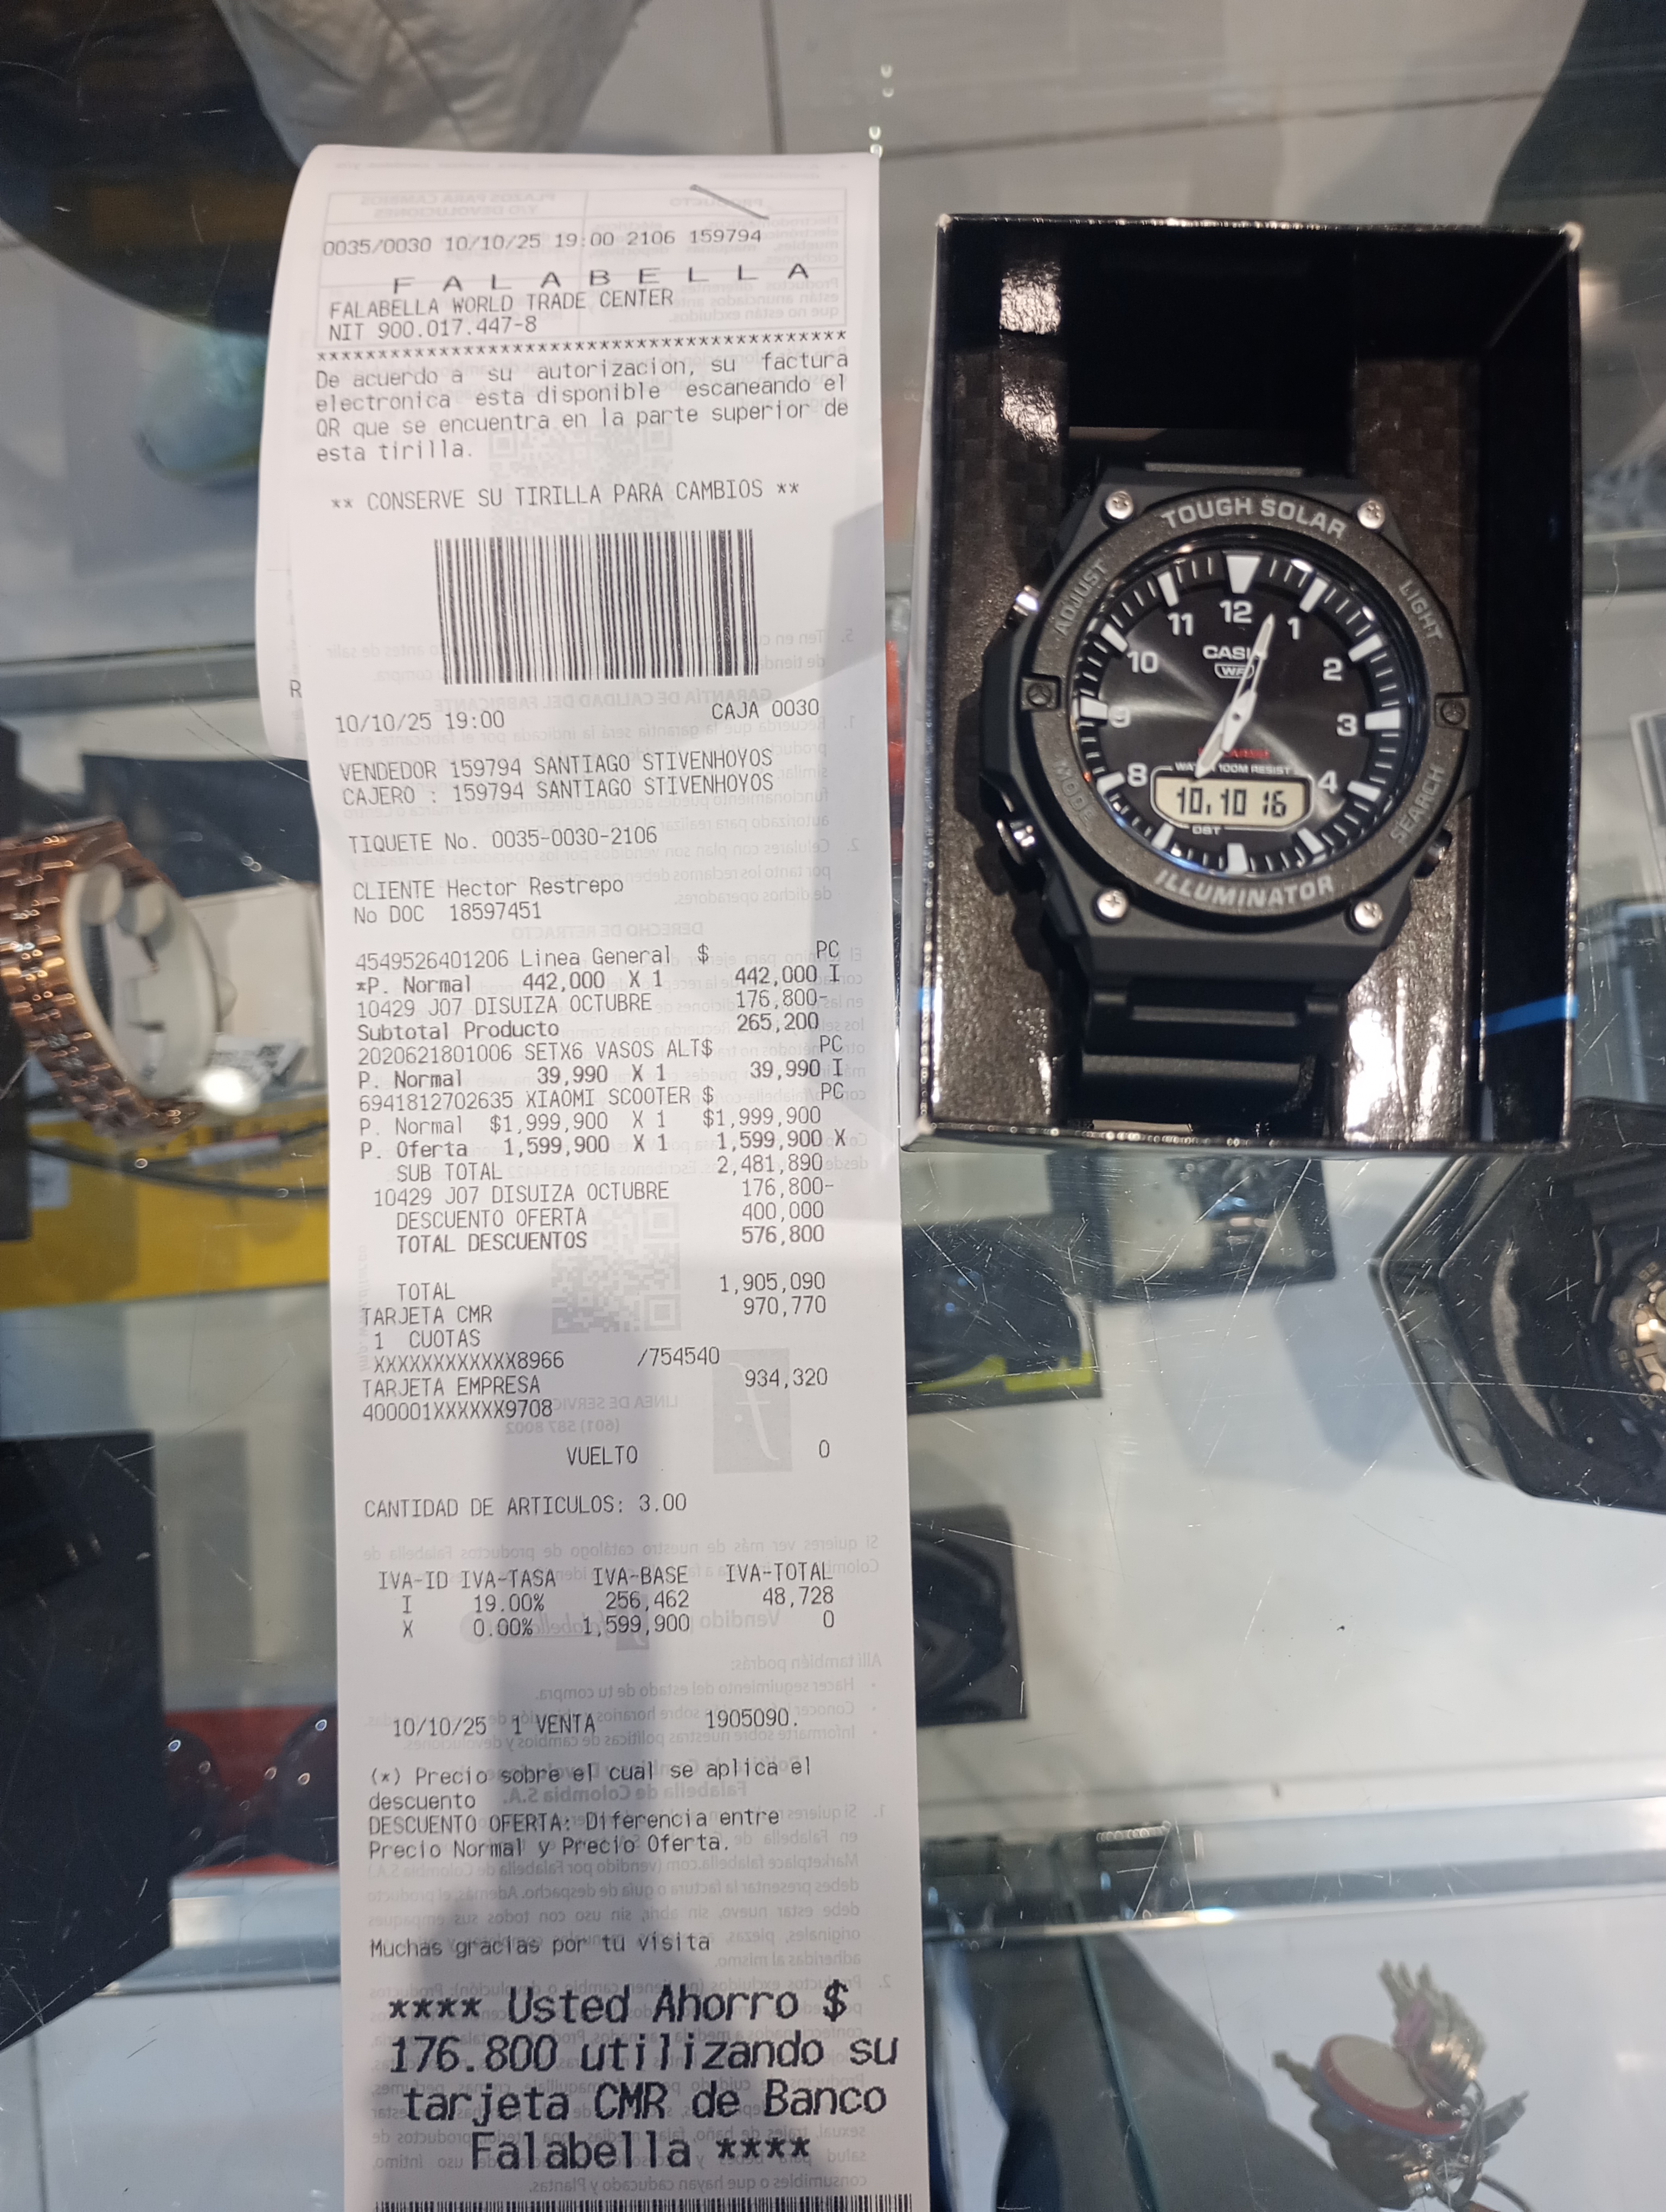 0035/0030 10/10/25 19:00 2106 159794
F A L A B E L L A
FALABELLA WORLD TRADE CENTER
NIT 900.017.447-8
******************************************
De acuerdo a su autorizacion, su factura
electronica esta disponible escaneando el
QR que se encuentra en la parte superior de
esta tirilla.
** CONSERVE SU TIRILLA PARA CAMBIOS **
10/10/25 19:00 CAJA 0030
VENDEDOR 159794 SANTIAGO STIVENHOYOS
CAJERO : 159794 SANTIAGO STIVENHOYOS
TIQUETE No. 0035-0030-2106
CLIENTE Hector Restrepo
No DOC 18597451
4549526401206 Linea General $ PC
*P. Normal 442,000 X 1 442,000 I
10429 J07 DISUIZA OCTUBRE 176,800-
Subtotal Producto 265,200
2020621801006 SETX6 VASOS ALT$ PC
P. Normal 39,990 X 1 39,990 I
6941812702635 XIAOMI SCOOTER $ PC
P. Normal $1,999,900 X 1 $1,999,900
P. Oferta 1,599,900 X 1 1,599,900 X
SUB TOTAL 2,481,890
10429 J07 DISUIZA OCTUBRE 176,800-
DESCUENTO OFERTA 400,000
TOTAL DESCUENTOS 576,800
TOTAL 1,905,090
TARJETA CMR 970,770
1 CUOTAS
XXXXXXXXXXXX8966 /754540
TARJETA EMPRESA 934,320
400001XXXXXX9708
VUELTO 0
CANTIDAD DE ARTICULOS: 3.00
IVA-ID IVA-TASA IVA-BASE IVA-TOTAL
I 19.00% 256,462 48,728
X 0.00% 1,599,900 0
10/10/25 1 VENTA 1905090.
(*) Precio sobre el cual se aplica el
descuento
DESCUENTO OFERTA: Diferencia entre
Precio Normal y Precio Oferta.
Muchas gracias por tu visita
**** Usted Ahorro $
176.800 utilizando su
tarjeta CMR de Banco
Falabella ****
TOUGH SOLAR
ADJUST
LIGHT
MODE
SEARCH
ILLUMINATOR
12
1
2
3
4
8
9
10
11
WATER 100M RESIST
10.10 16
DST